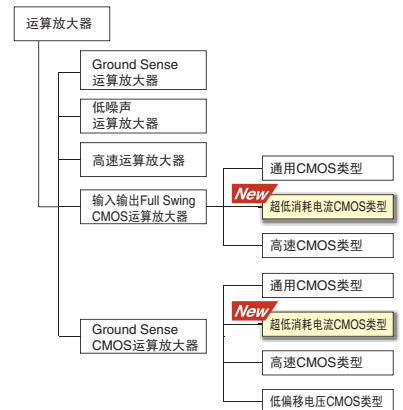 运算放大器
Ground Sense
运算放大器
低噪声
运算放大器
高速运算放大器
输入输出Full Swing
CMOS运算放大器
通用CMOS类型
New
超低消耗电流CMOS类型
高速CMOS类型
Ground Sense
CMOS运算放大器
通用CMOS类型
New
超低消耗电流CMOS类型
高速CMOS类型
低偏移电压CMOS类型